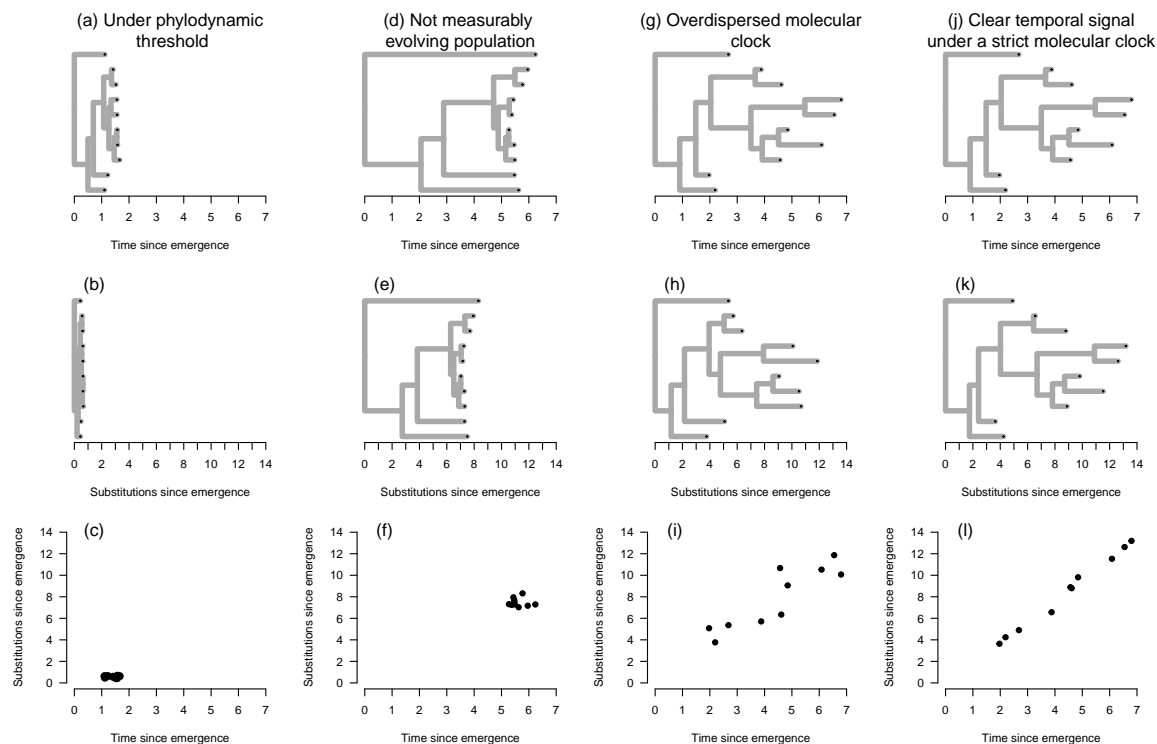 (a) Under phylodynamic
threshold
(d) Not measurably
evolving population
(g) Overdispersed molecular
clock
(j) Clear temporal signal
under a strict molecular clock
0 1 2 3 4 5 6 7
0 1 2 3 4 5 6 7
0 1 2 3 4 5 6 7
0 1 2 3 4 5 6 7
Time since emergence
Time since emergence
Time since emergence
Time since emergence
(b)
(e)
(h)
(k)
0 2 4 6 8 10 12 14
0 2 4 6 8 10 12 14
0 2 4 6 8 10 12 14
0 2 4 6 8 10 12 14
Substitutions since emergence
Substitutions since emergence
Substitutions since emergence
Substitutions since emergence
(c)
Substitutions since emergence
14
12
10
8
6
4
2
0
0 1 2 3 4 5 6 7
Time since emergence
(f)
Substitutions since emergence
14
12
10
8
6
4
2
0
0 1 2 3 4 5 6 7
Time since emergence
(i)
Substitutions since emergence
14
12
10
8
6
4
2
0
0 1 2 3 4 5 6 7
Time since emergence
(l)
Substitutions since emergence
14
12
10
8
6
4
2
0
0 1 2 3 4 5 6 7
Time since emergence